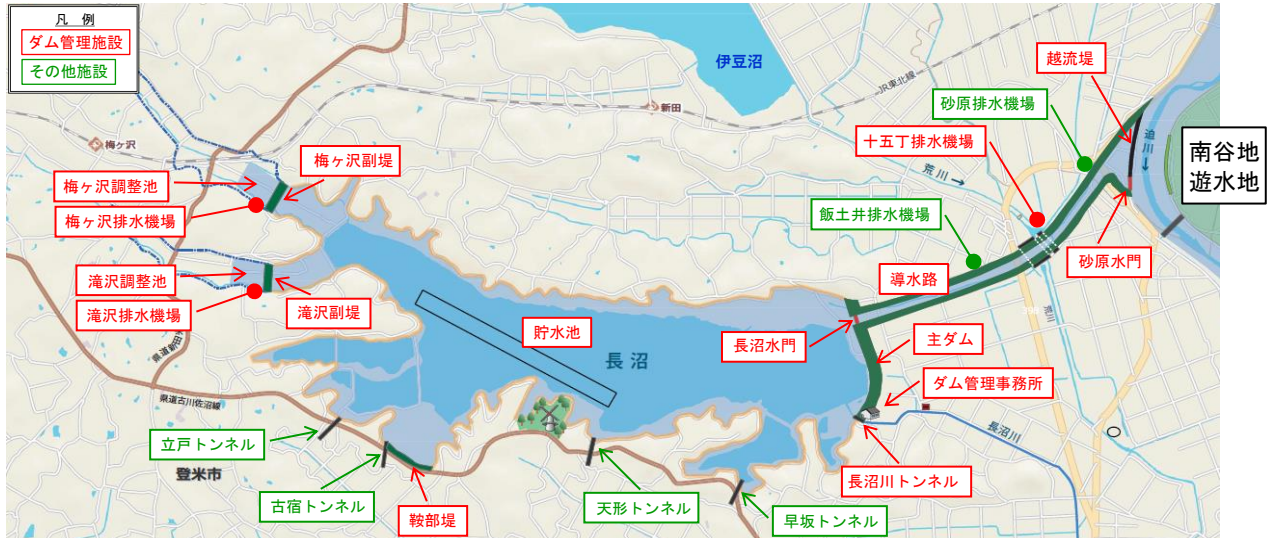 凡 例
ダム管理施設
その他施設
伊豆沼
越流堤
JR東北線
砂原排水機場
新田
十五丁排水機場
迫川→
南谷地
遊水地
梅ヶ沢
梅ヶ沢副堤
荒川→
梅ヶ沢調整池
梅ヶ沢排水機場
飯土井排水機場
砂原水門
滝沢調整池
導水路
滝沢排水機場
滝沢副堤
荒川
貯水池
長沼
長沼水門
主ダム
ダム管理事務所
県道古川佐沼線
長沼川
立戸トンネル
登米市
古宿トンネル
鞍部堤
天形トンネル
早坂トンネル
長沼川トンネル